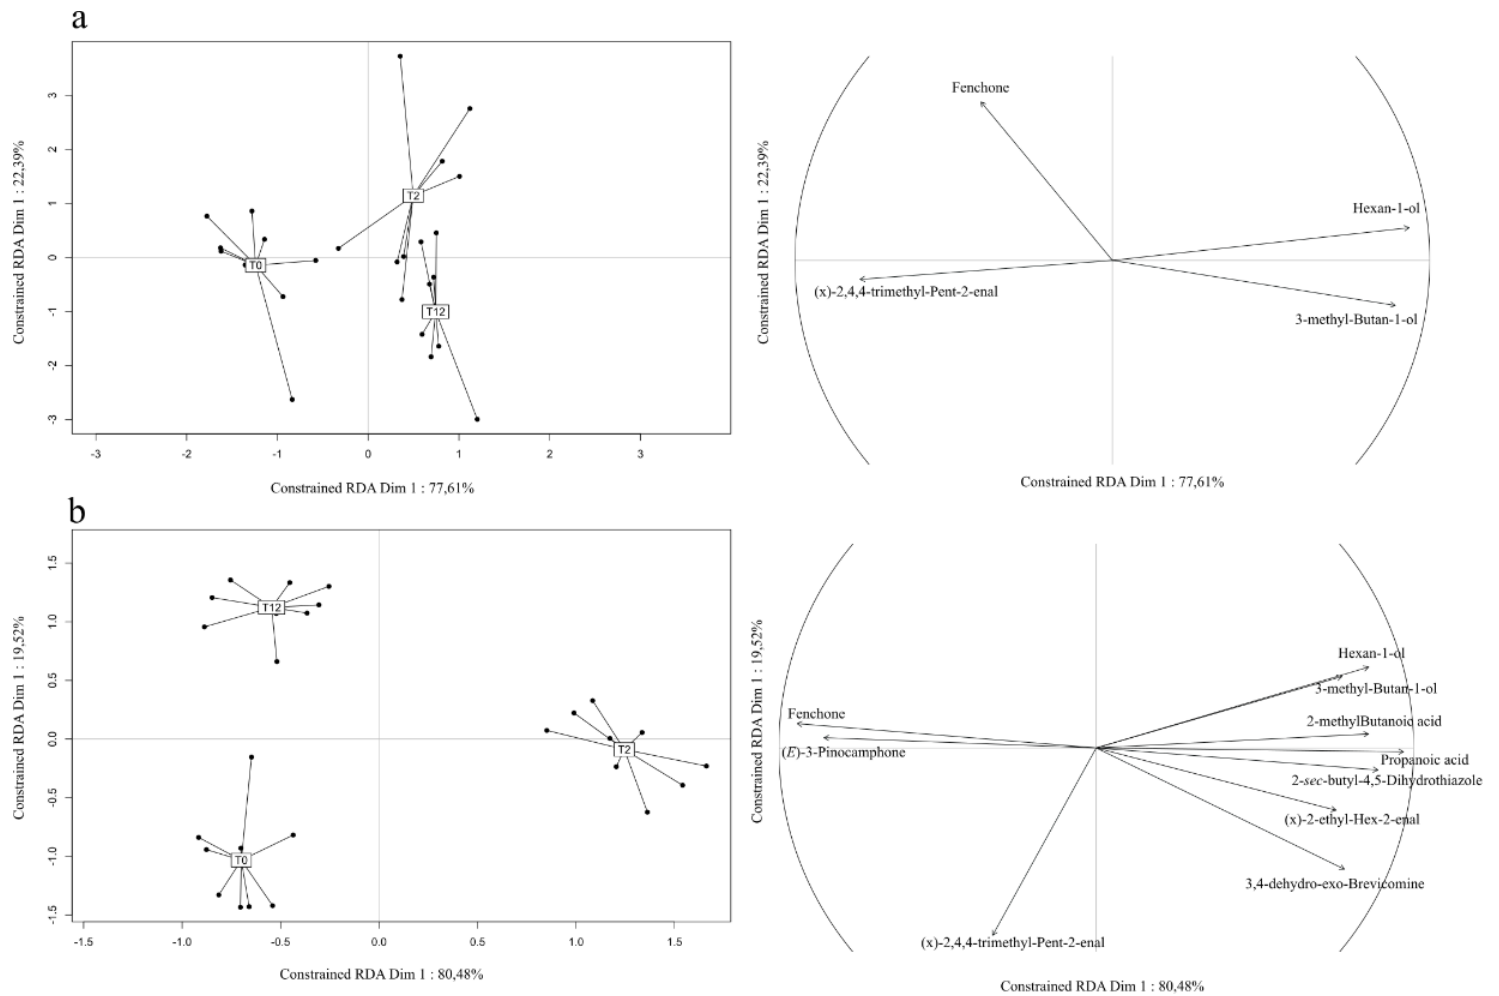 a
3
2
1
0
-1
-2
-3
-3
-2
-1
0
1
2
3
T2
T0
T12
Constrained RDA Dim 1 : 22,39%
Constrained RDA Dim 1 : 77,61%
Constrained RDA Dim 1 : 22,39%
Fenchone
Hexan-1-ol
(x)-2,4,4-trimethyl-Pent-2-enal
3-methyl-Butan-1-ol
Constrained RDA Dim 1 : 77,61%
b
1.5
1.0
0.5
0.0
-0.5
-1.0
-1.5
-1.5
-1.0
-0.5
0.0
0.5
1.0
1.5
T12
T2
T0
Constrained RDA Dim 1 : 19,52%
Constrained RDA Dim 1 : 80,48%
Constrained RDA Dim 1 : 19,52%
Hexan-1-ol
3-methyl-Butan-1-ol
Fenchone
2-methylButanoic acid
(E)-3-Pinocamphone
Propanoic acid
2-sec-butyl-4,5-Dihydrothiazole
(x)-2-ethyl-Hex-2-enal
3,4-dehydro-exo-Brevicomine
(x)-2,4,4-trimethyl-Pent-2-enal
Constrained RDA Dim 1 : 80,48%